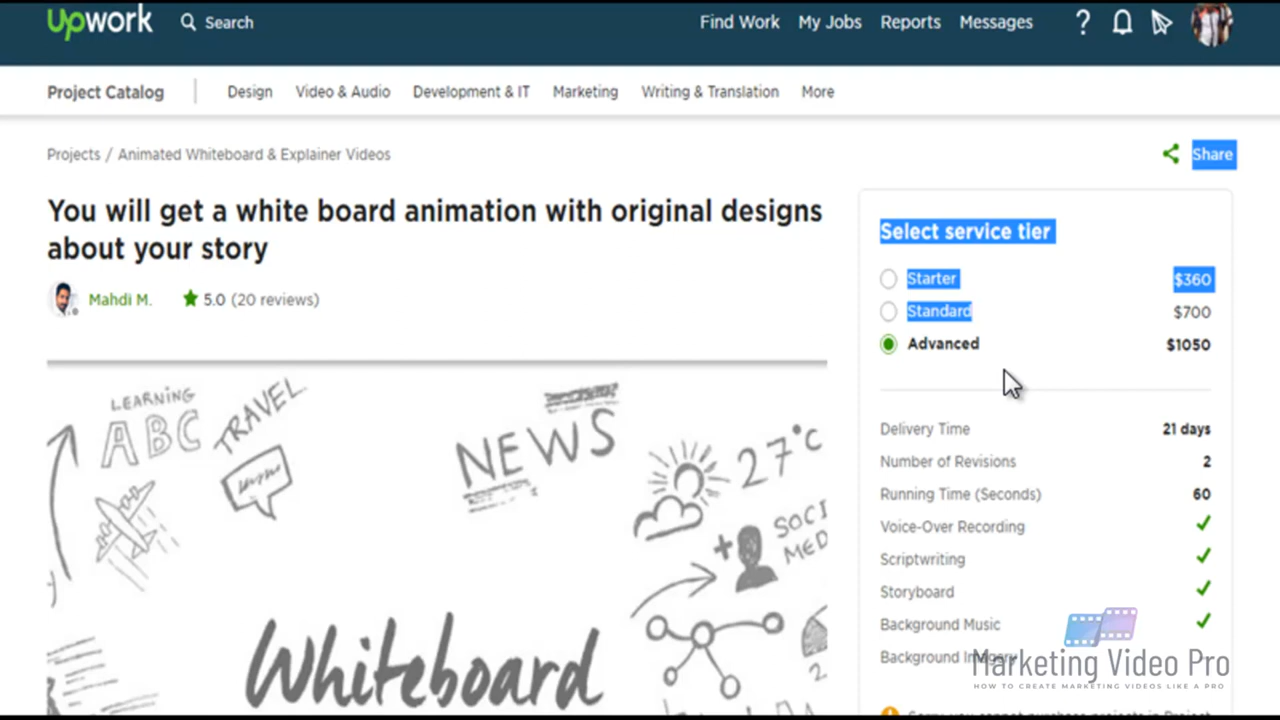 upwork Search Find Work My Jobs Reports Messages ?
Project Catalog Design Video & Audio Development & IT Marketing Writing & Translation More
Projects / Animated Whiteboard & Explainer Videos Share
You will get a white board animation with original designs
about your story
Mahdi M. 5.0 (20 reviews)
Select service tier
Starter $360
Standard $700
Advanced $1050
Delivery Time 21 days
Number of Revisions 2
Running Time (Seconds) 60
Voice-Over Recording
Scriptwriting
Storyboard
Background Music
Background
LEARNING
ABC
TRAVEL
NEWS
27°C
SOCI
MED
Whiteboard
Marketing Video Pro
HOW TO CREATE MARKETING VIDEOS LIKE A PRO